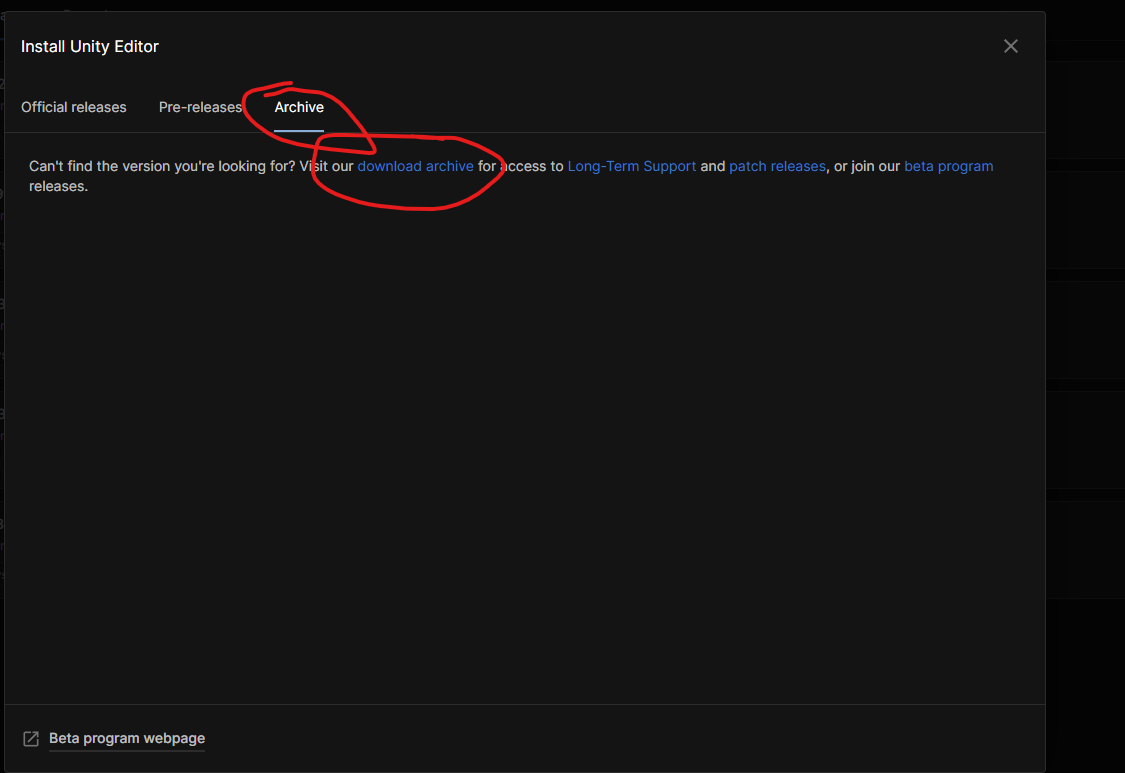 Install Unity Editor
Official releases Pre-releases Archive
Can't find the version you're looking for? Visit our download archive for access to Long-Term Support and patch releases, or join our beta program
releases.
Beta program webpage